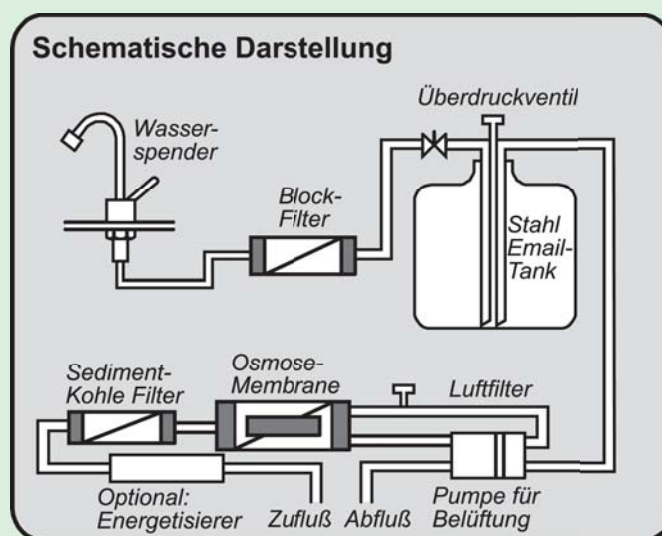 Schematische Darstellung
Überdruckventil
Wasser-
spender
Block-
Filter
Stahl
Email-
Tank
Sediment-
Kohle Filter
Osmose-
Membrane
Luftfilter
Optional:
Energetisierer
Zufluß
Abfluß
Pumpe für
Belüftung